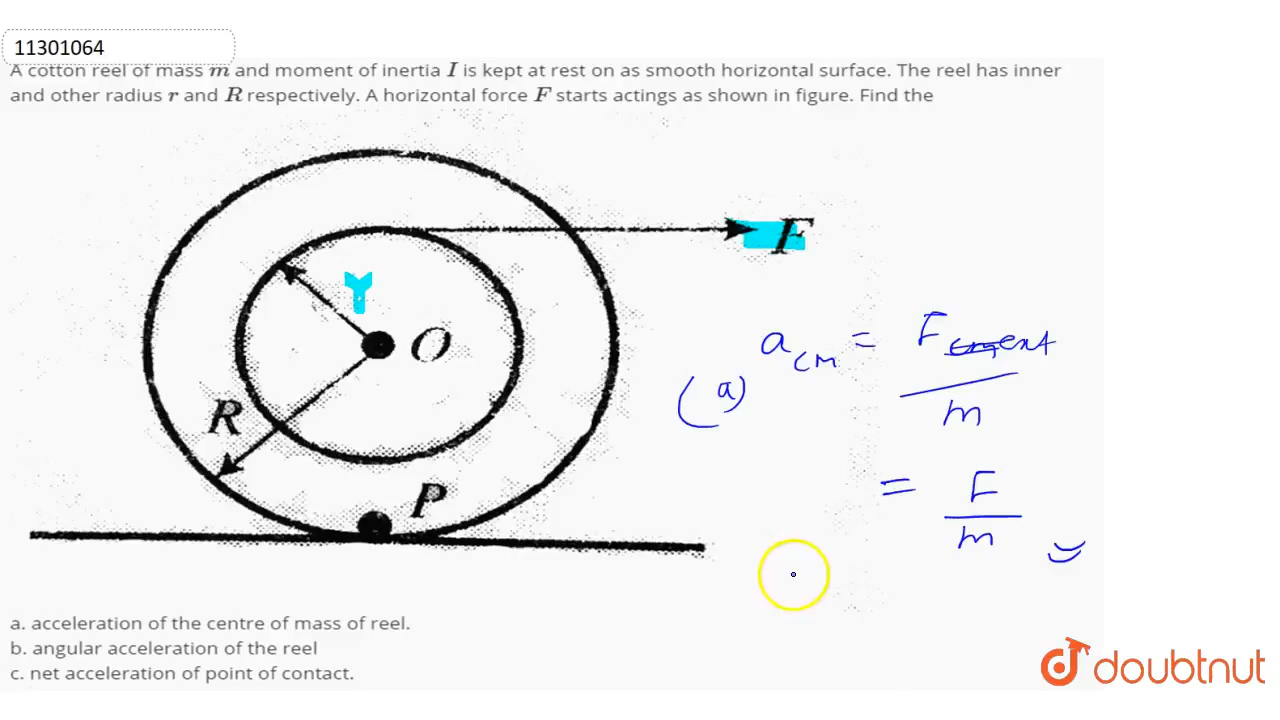 11301064
A cotton reel of mass m and moment of inertia I is kept at rest on as smooth horizontal surface. The reel has inner
and other radius r and R respectively. A horizontal force F starts actings as shown in figure. Find the
F
Y
O
R
P
(a) a_cm = F_ext / m
= F / m
a. acceleration of the centre of mass of reel.
b. angular acceleration of the reel
c. net acceleration of point of contact.
doubtnut